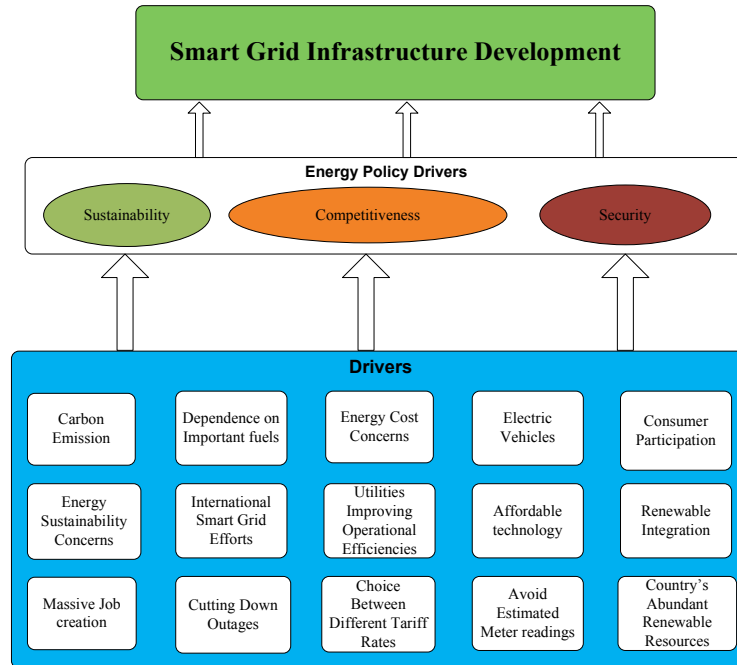 Smart Grid Infrastructure Development
Energy Policy Drivers
Sustainability
Competitiveness
Security
Drivers
Carbon
Emission
Dependence on
Important fuels
Energy Cost
Concerns
Electric
Vehicles
Consumer
Participation
Energy
Sustainability
Concerns
International
Smart Grid
Efforts
Utilities
Improving
Operational
Efficiencies
Affordable
technology
Renewable
Integration
Massive Job
creation
Cutting Down
Outages
Choice
Between
Different Tariff
Rates
Avoid
Estimated
Meter readings
Country's
Abundant
Renewable
Resources